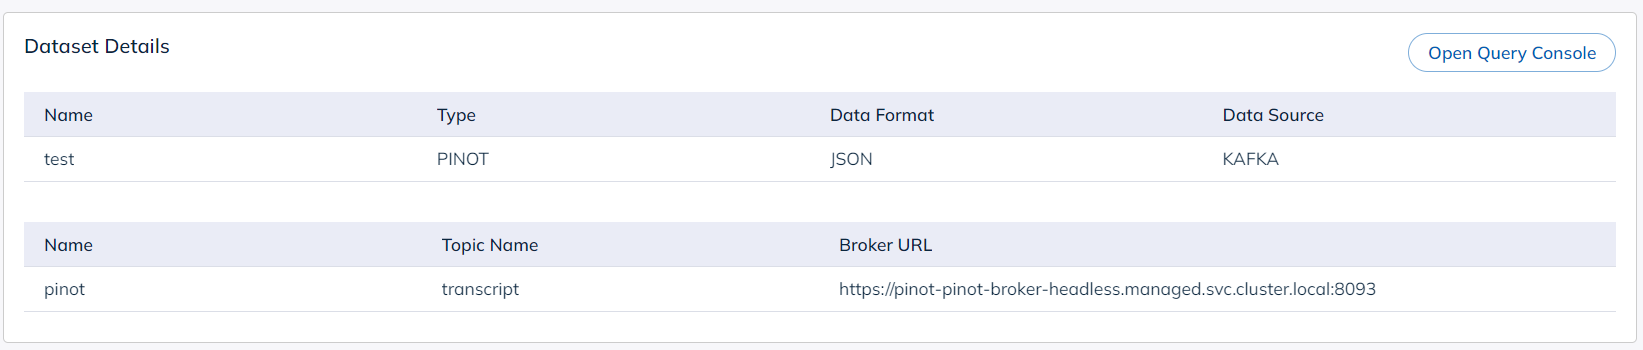 Dataset Details
Open Query Console
Name Type Data Format Data Source
test PINOT JSON KAFKA
Name Topic Name Broker URL
pinot transcript https://pinot-pinot-broker-headless.managed.svc.cluster.local:8093